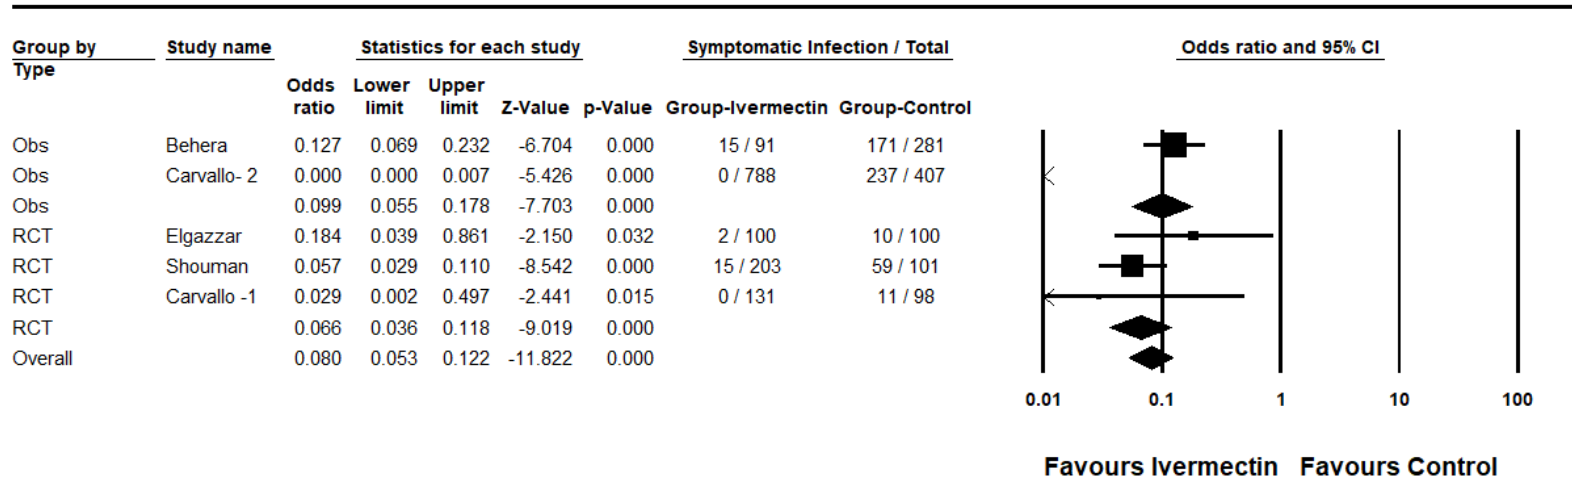 Group by Study name Statistics for each study Symptomatic Infection / Total Odds ratio and 95% CI
Type
Odds Lower Upper
ratio limit limit Z-Value p-Value Group-Ivermectin Group-Control
Obs Behera 0.127 0.069 0.232 -6.704 0.000 15 / 91 171 / 281
Obs Carvallo- 2 0.000 0.000 0.007 -5.426 0.000 0 / 788 237 / 407
Obs 0.099 0.055 0.178 -7.703 0.000
RCT Elgazzar 0.184 0.039 0.861 -2.150 0.032 2 / 100 10 / 100
RCT Shouman 0.057 0.029 0.110 -8.542 0.000 15 / 203 59 / 101
RCT Carvallo -1 0.029 0.002 0.497 -2.441 0.015 0 / 131 11 / 98
RCT 0.066 0.036 0.118 -9.019 0.000
Overall 0.080 0.053 0.122 -11.822 0.000
0.01 0.1 1 10 100
Favours Ivermectin Favours Control